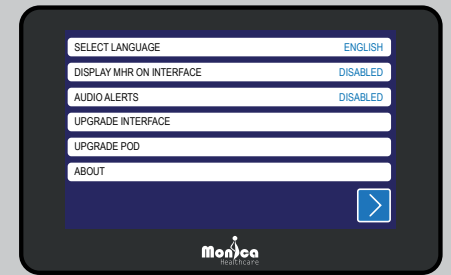 SELECT LANGUAGE ENGLISH
DISPLAY MHR ON INTERFACE DISABLED
AUDIO ALERTS DISABLED
UPGRADE INTERFACE
UPGRADE POD
ABOUT
Monica
Healthcare